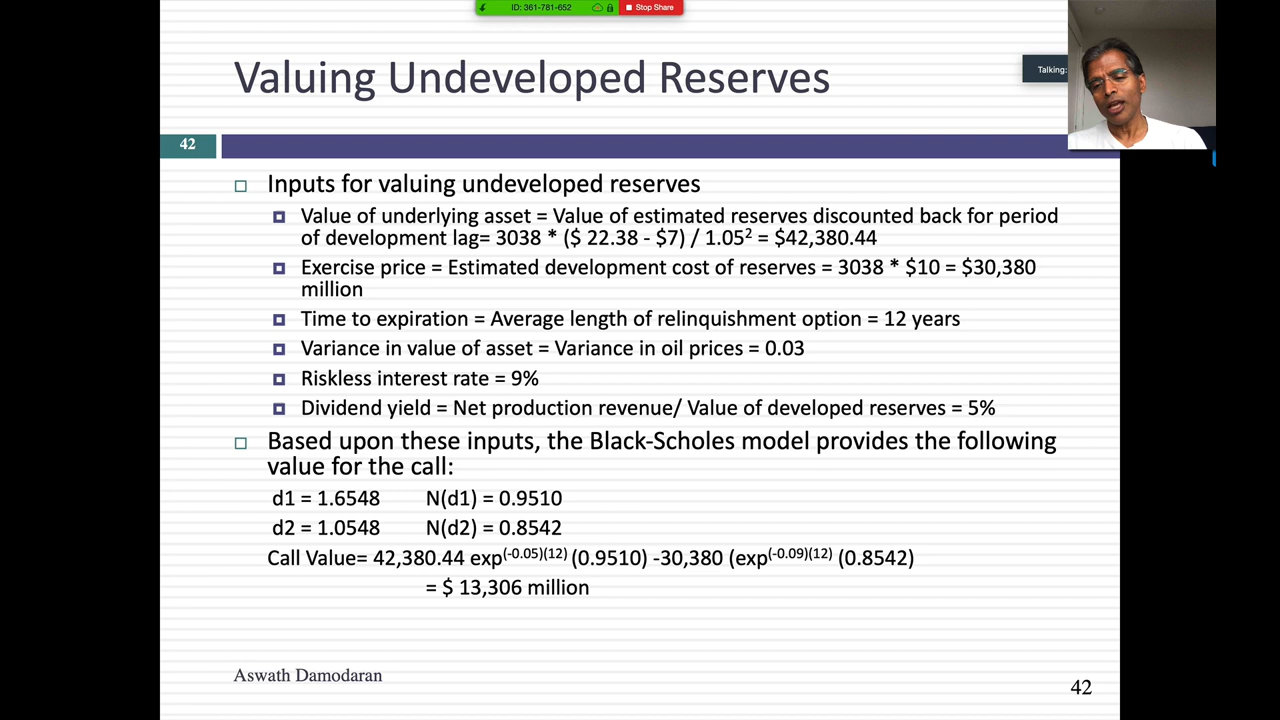 ID: 361-781-652 Stop Share
Valuing Undeveloped Reserves
Talking:
42
Inputs for valuing undeveloped reserves
Value of underlying asset = Value of estimated reserves discounted back for period
of development lag= 3038 * ($ 22.38 - $7) / 1.05² = $42,380.44
Exercise price = Estimated development cost of reserves = 3038 * $10 = $30,380
million
Time to expiration = Average length of relinquishment option = 12 years
Variance in value of asset = Variance in oil prices = 0.03
Riskless interest rate = 9%
Dividend yield = Net production revenue/ Value of developed reserves = 5%
Based upon these inputs, the Black-Scholes model provides the following
value for the call:
d1 = 1.6548 N(d1) = 0.9510
d2 = 1.0548 N(d2) = 0.8542
Call Value= 42,380.44 exp(-0.05)(12) (0.9510) -30,380 (exp(-0.09)(12) (0.8542)
= $ 13,306 million
Aswath Damodaran
42